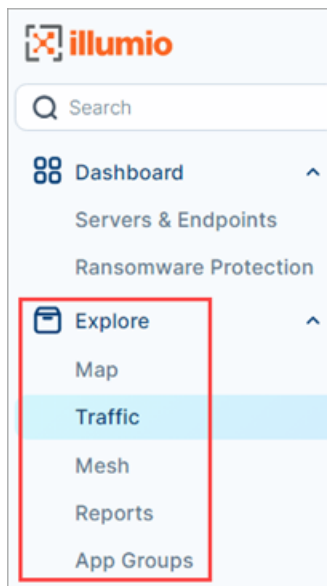 illumio
Search
Dashboard
Servers & Endpoints
Ransomware Protection
Explore
Map
Traffic
Mesh
Reports
App Groups